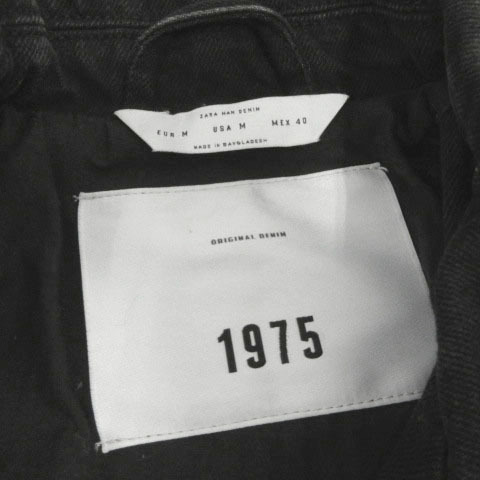 ZARA MAN DENIM
EUR M USA M MEX 40
MADE IN BANGLADESH
ORIGINAL DENIM
1975